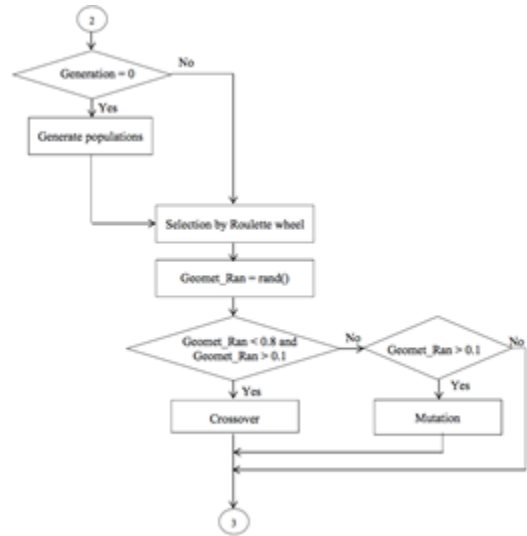 2
Generation = 0
No
Yes
Generate populations
Selection by Roulette wheel
Geomet_Ran = rand()
Geomet_Ran < 0.8 and
Geomet_Ran > 0.1
No
Geomet_Ran > 0.1
No
Yes
Yes
Crossover
Mutation
3